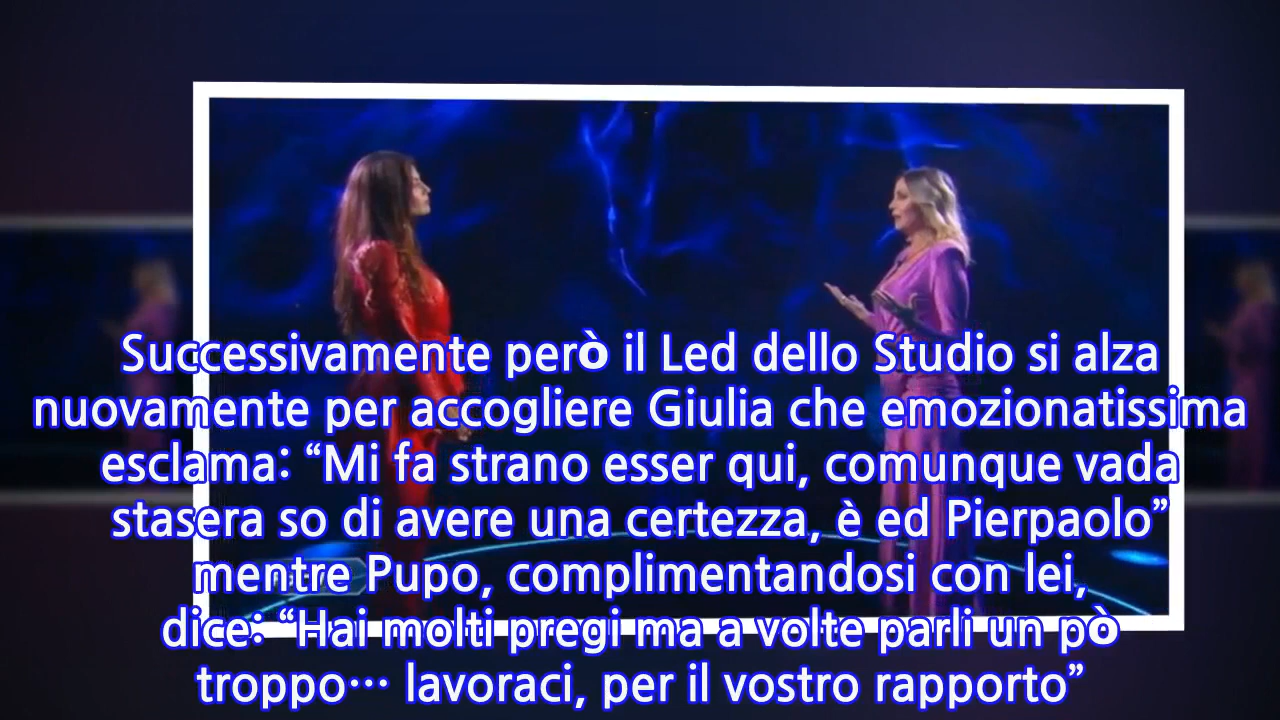 Successivamente però il Led dello Studio si alza
nuovamente per accogliere Giulia che emozionatissima
esclama: “Mi fa strano esser qui, comunque vada
stasera so di avere una certezza, è ed Pierpaolo”
mentre Pupo, complimentandosi con lei,
dice: “Hai molti pregi ma a volte parli un pò
troppo… lavoraci, per il vostro rapporto”